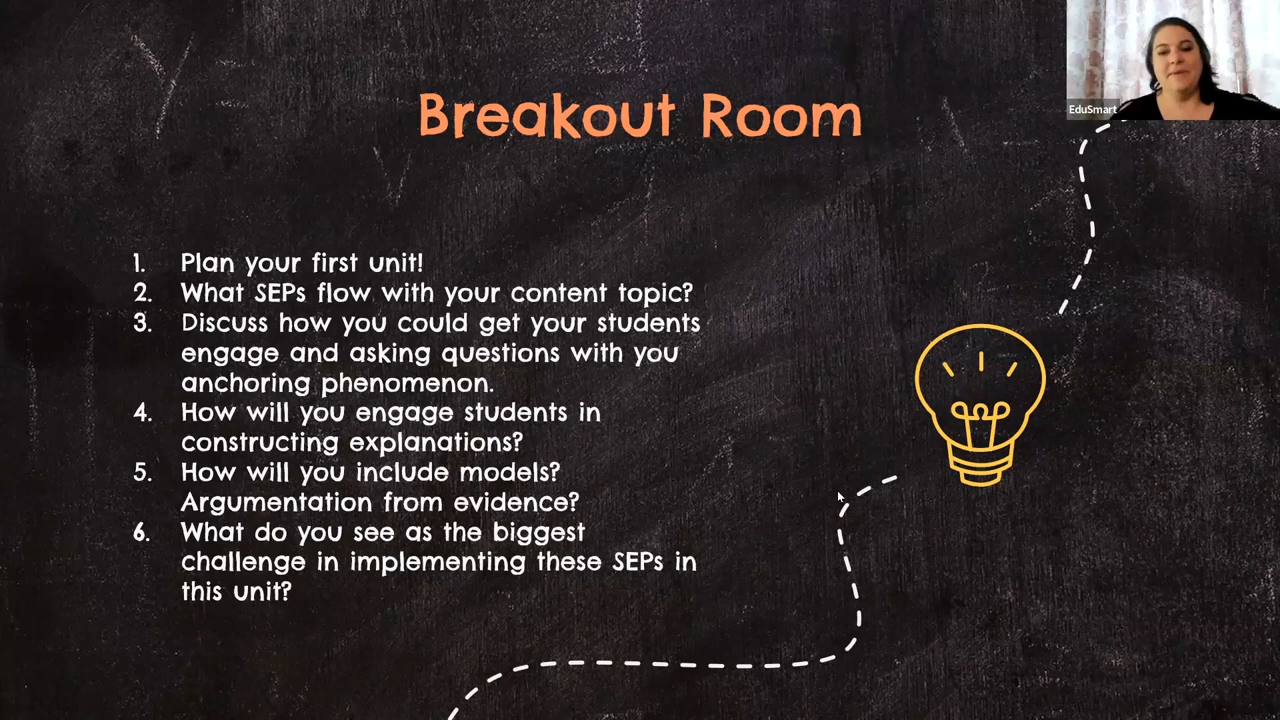 EduSmart
Breakout Room
1. Plan your first unit!
2. What SEPs flow with your content topic?
3. Discuss how you could get your students
engage and asking questions with you
anchoring phenomenon.
4. How will you engage students in
constructing explanations?
5. How will you include models?
Argumentation from evidence?
6. What do you see as the biggest
challenge in implementing these SEPs in
this unit?